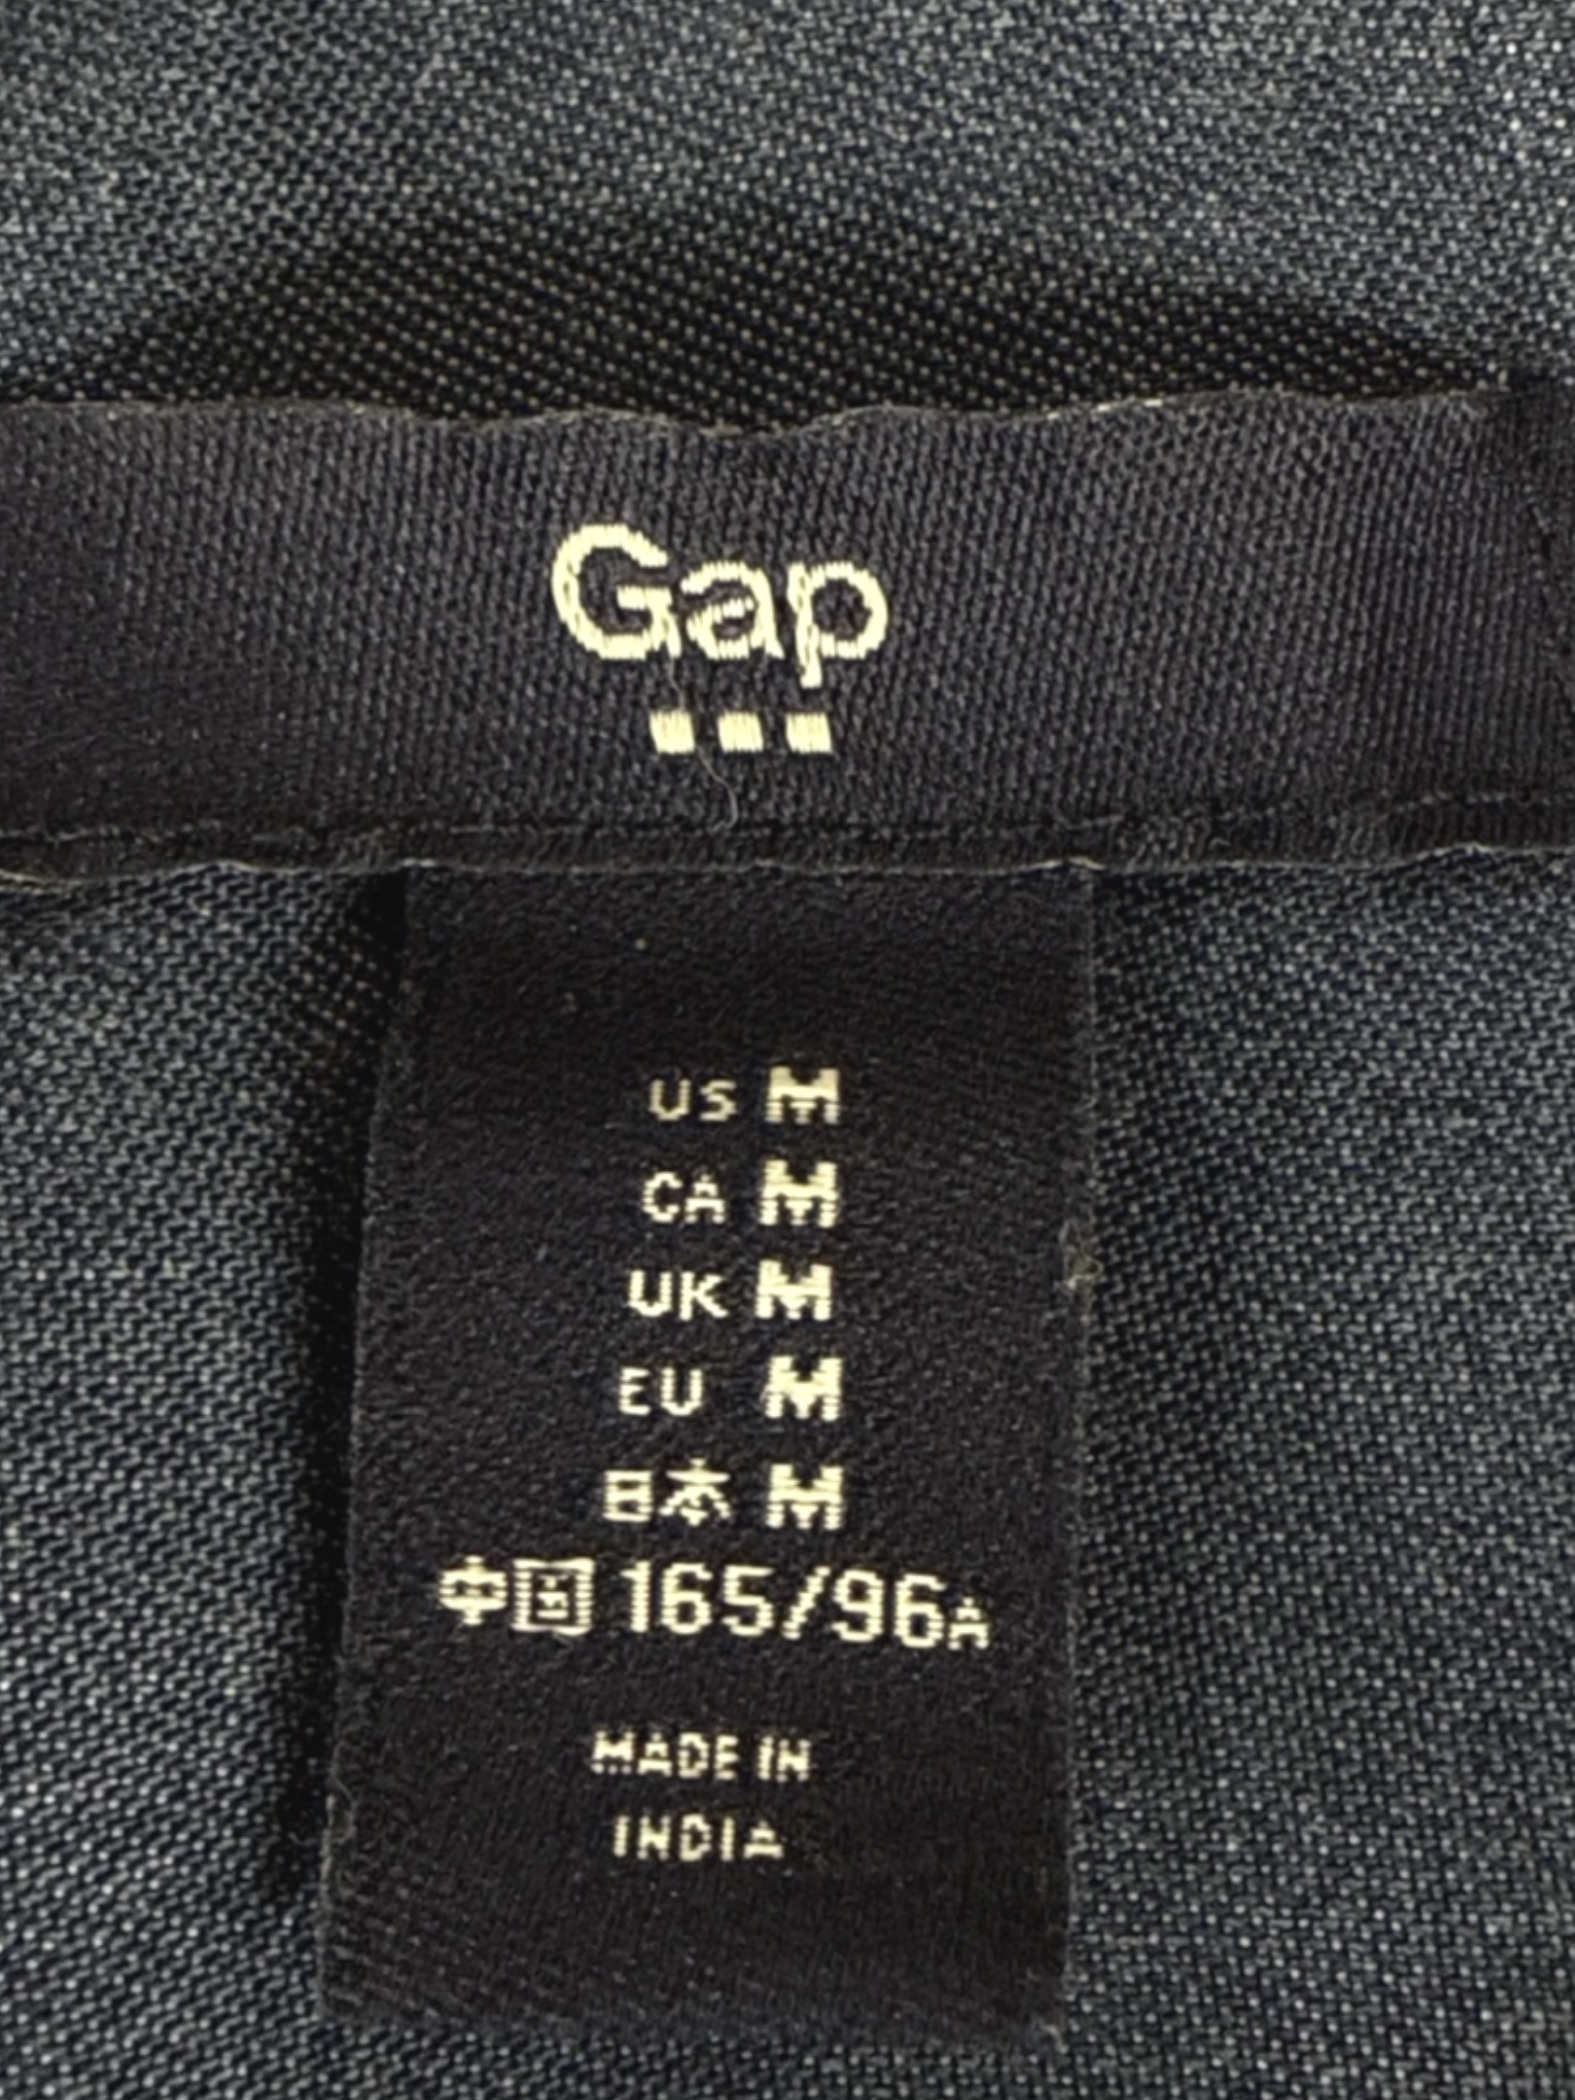 Gap
US M
CA M
UK M
EU M
日本 M
中国 165/96A
MADE IN
INDIA